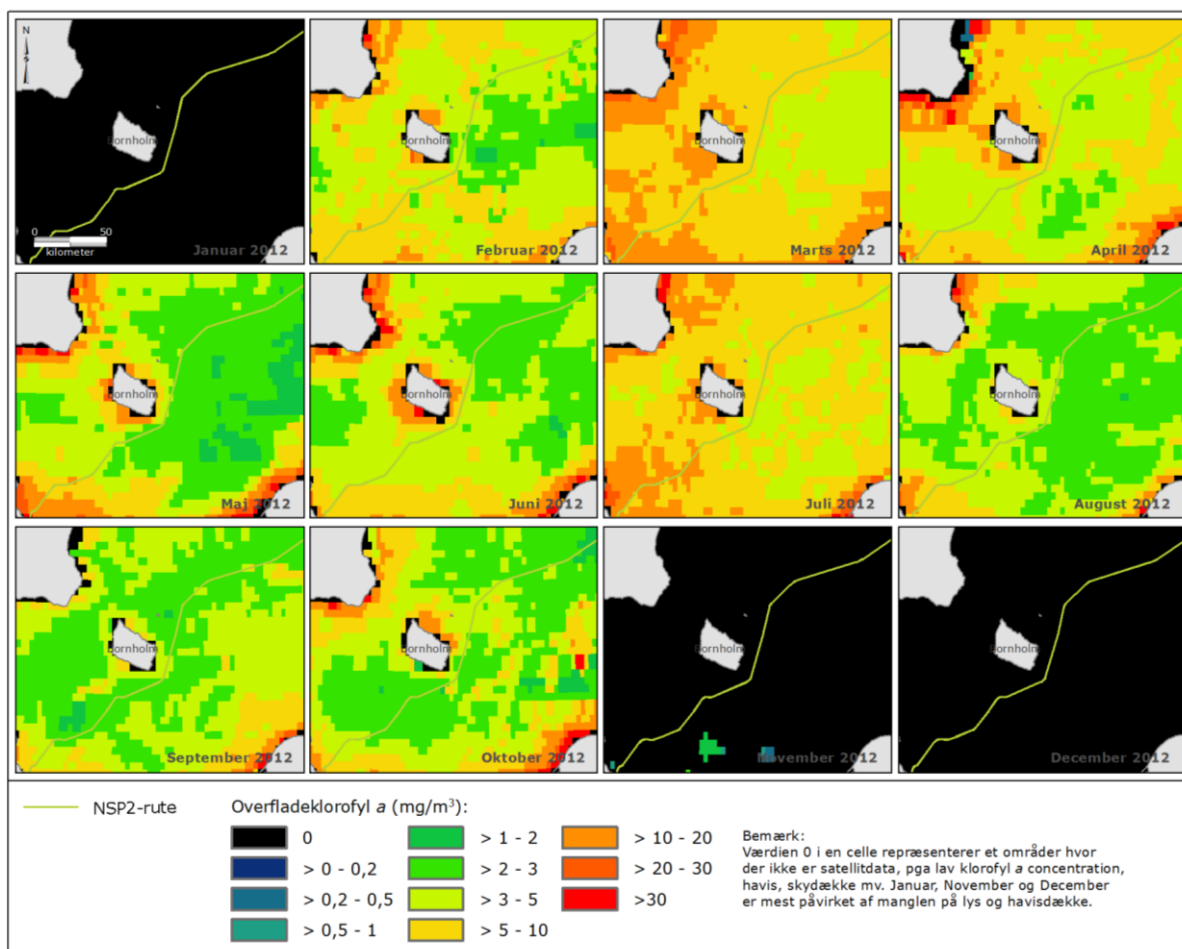 N
Bornholm
0 50
kilometer
Januar 2012
Bornholm
Februar 2012
Bornholm
Marts 2012
Bornholm
April 2012
Bornholm
Maj 2012
Bornholm
Juni 2012
Bornholm
Juli 2012
Bornholm
August 2012
Bornholm
September 2012
Bornholm
Oktober 2012
Bornholm
November 2012
Bornholm
December 2012
NSP2-rute
Overfladeklorofyl a (mg/m³):
0
> 0 - 0,2
> 0,2 - 0,5
> 0,5 - 1
> 1 - 2
> 2 - 3
> 3 - 5
> 5 - 10
> 10 - 20
> 20 - 30
>30
Bemærk:
Værdien 0 i en celle repræsenterer et områder hvor
der ikke er satellitdata, pga lav klorofyl a concentration,
havis, skydække mv. Januar, November og December
er mest påvirket af manglen på lys og havisdække.